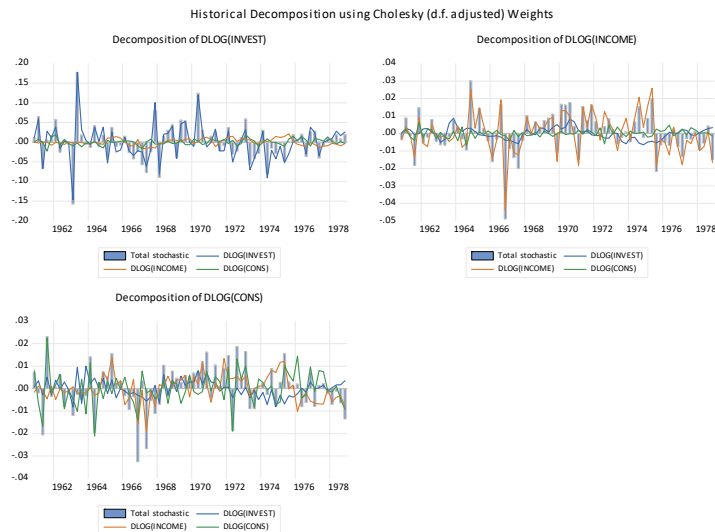 Historical Decomposition using Cholesky (d.f. adjusted) Weights
Decomposition of DLOG(INVEST)
.20
.15
.10
.05
.00
-.05
-.10
-.15
-.20
1962 1964 1966 1968 1970 1972 1974 1976 1978
Total stochastic DLOG(INVEST)
DLOG(INCOME) DLOG(CONS)
Decomposition of DLOG(INCOME)
.04
.03
.02
.01
.00
-.01
-.02
-.03
-.04
-.05
1962 1964 1966 1968 1970 1972 1974 1976 1978
Total stochastic DLOG(INVEST)
DLOG(INCOME) DLOG(CONS)
Decomposition of DLOG(CONS)
.03
.02
.01
.00
-.01
-.02
-.03
-.04
1962 1964 1966 1968 1970 1972 1974 1976 1978
Total stochastic DLOG(INVEST)
DLOG(INCOME) DLOG(CONS)